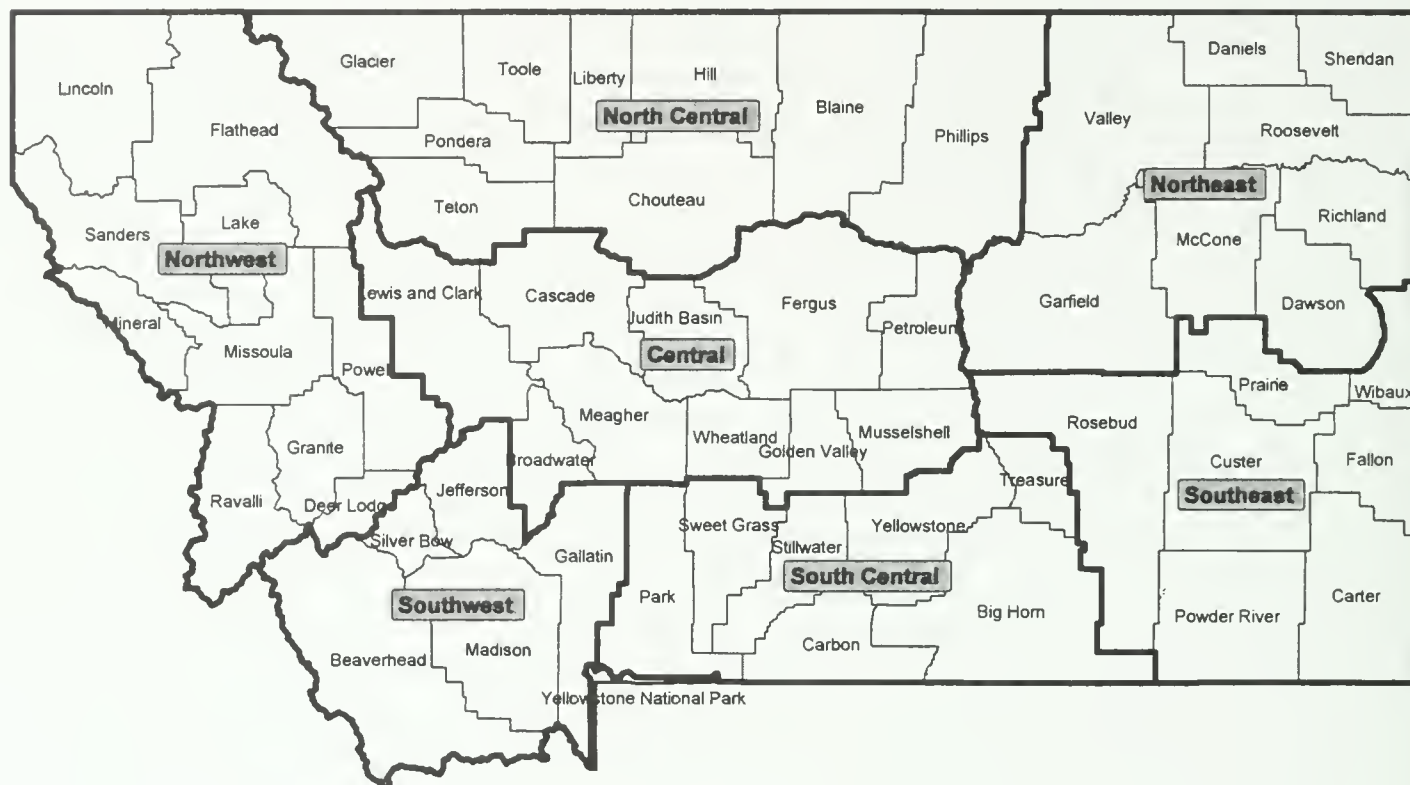 Daniels
Sheridan
Glacier
Toole
Liberty
Hill
Lincoln
Blaine
North Central
Valley
Flathead
Roosevelt
Pondera
Phillips
Northeast
Chouteau
Teton
Lake
Richland
Sanders
McCone
Northwest
Lewis and Clark
Cascade
Fergus
Garfield
Dawson
Judith Basin
Mineral
Petroleum
Missoula
Central
Powell
Prairie
Wibaux
Meagher
Rosebud
Wheatland
Musselshell
Granite
Golden Valley
Broadwater
Custer
Fallon
Treasure
Jefferson
Southeast
Ravalli
Deer Lodge
Sweet Grass
Yellowstone
Silver Bow
Stillwater
Gallatin
South Central
Park
Carter
Southwest
Big Horn
Powder River
Carbon
Madison
Beaverhead
Yellowstone National Park